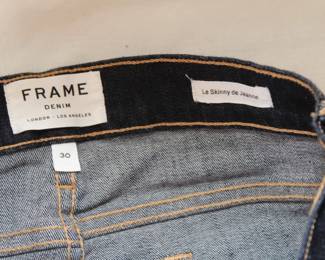 FRAME
DENIM
LONDON - LOS ANGELES
Le Skinny de Jeanne
30